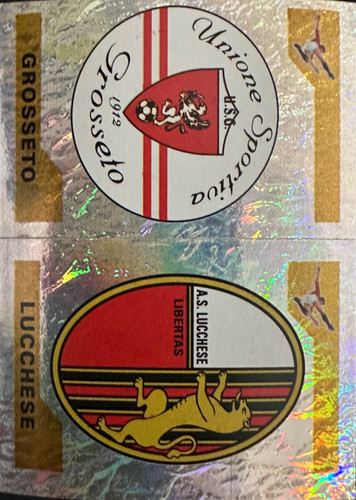 GROSSETO
Unione Sportiva
U.S.G.
Grosseto
1912
LUCCHESE
A.S. LUCCHESE
LIBERTAS